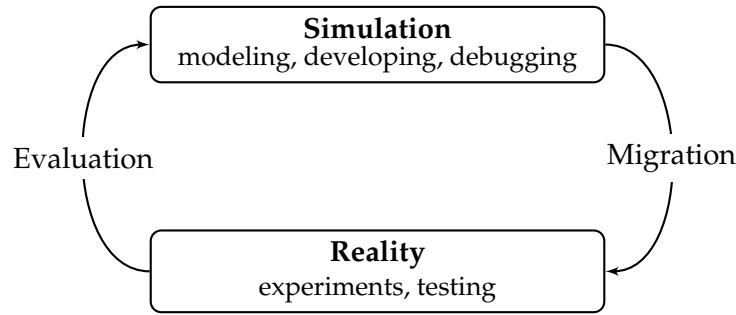 Simulation
modeling, developing, debugging
Evaluation
Migration
Reality
experiments, testing